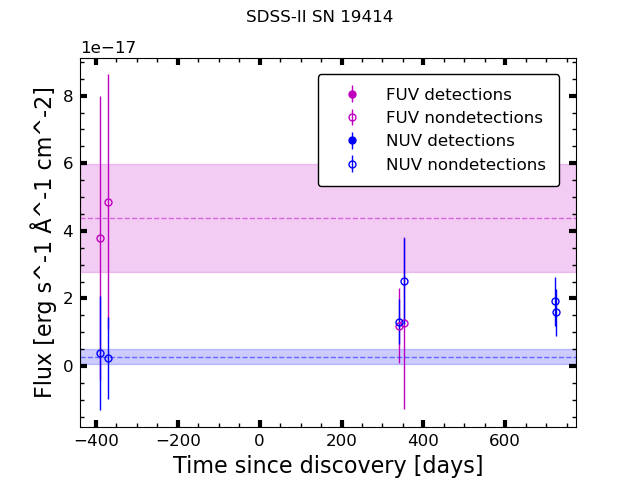 SDSS-II SN 19414
1e−17
FUV detections
FUV nondetections
NUV detections
NUV nondetections
8
6
4
2
0
Flux [erg s^-1 Å^-1 cm^-2]
−400 −200 0 200 400 600
Time since discovery [days]